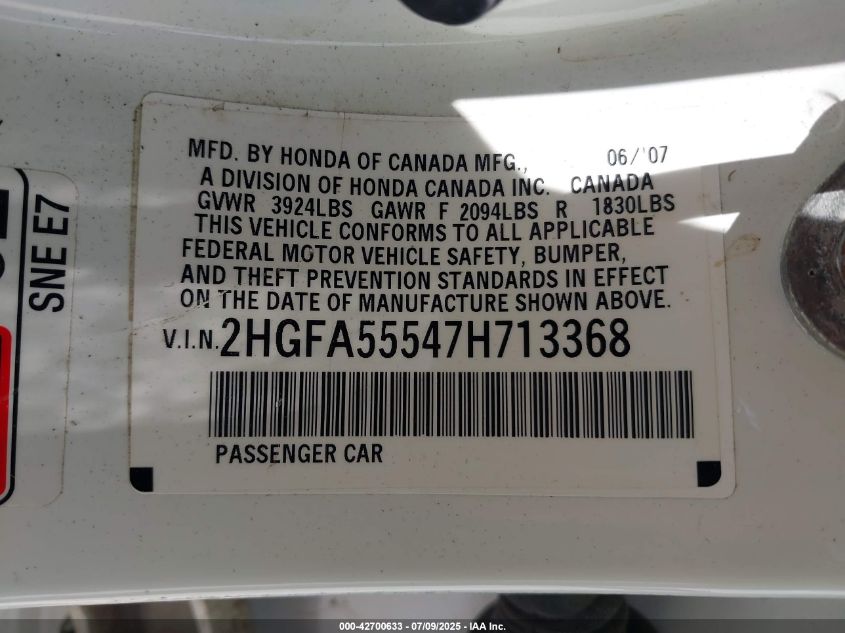 MFD. BY HONDA OF CANADA MFG., 06/'07
A DIVISION OF HONDA CANADA INC. CANADA
GVWR 3924LBS GAWR F 2094LBS R 1830LBS
THIS VEHICLE CONFORMS TO ALL APPLICABLE
FEDERAL MOTOR VEHICLE SAFETY, BUMPER,
AND THEFT PREVENTION STANDARDS IN EFFECT
ON THE DATE OF MANUFACTURE SHOWN ABOVE.
V.I.N. 2HGFA55547H713368
PASSENGER CAR
SNE E7
000-42700633 / 07/09/2025 - IAA Inc.